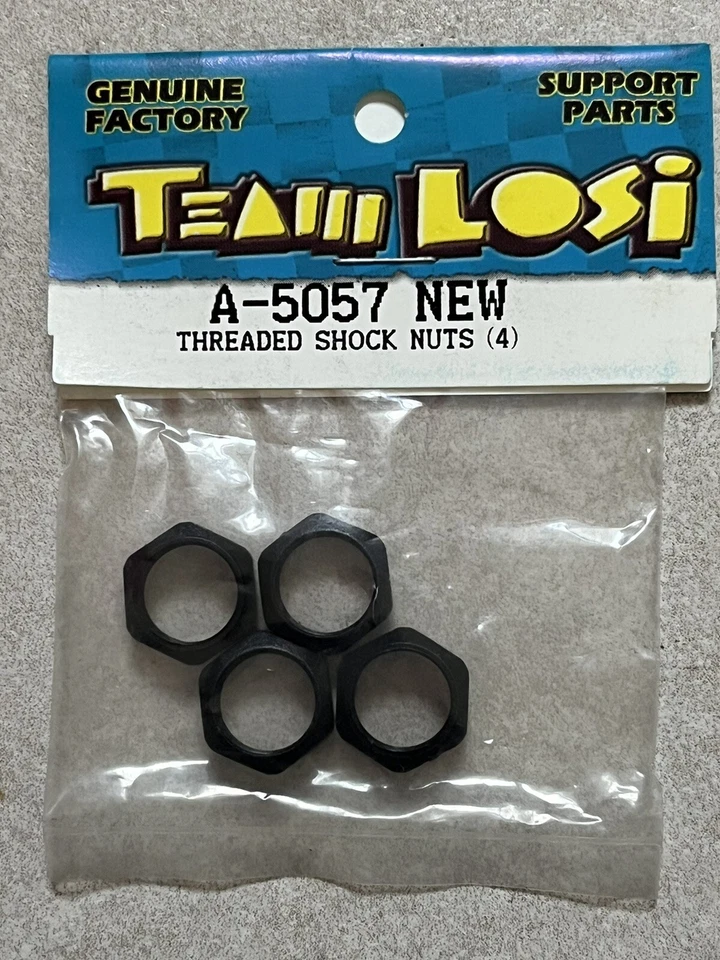 GENUINE FACTORY
SUPPORT PARTS
TEAM LOSI
A-5057 NEW
THREADED SHOCK NUTS (4)